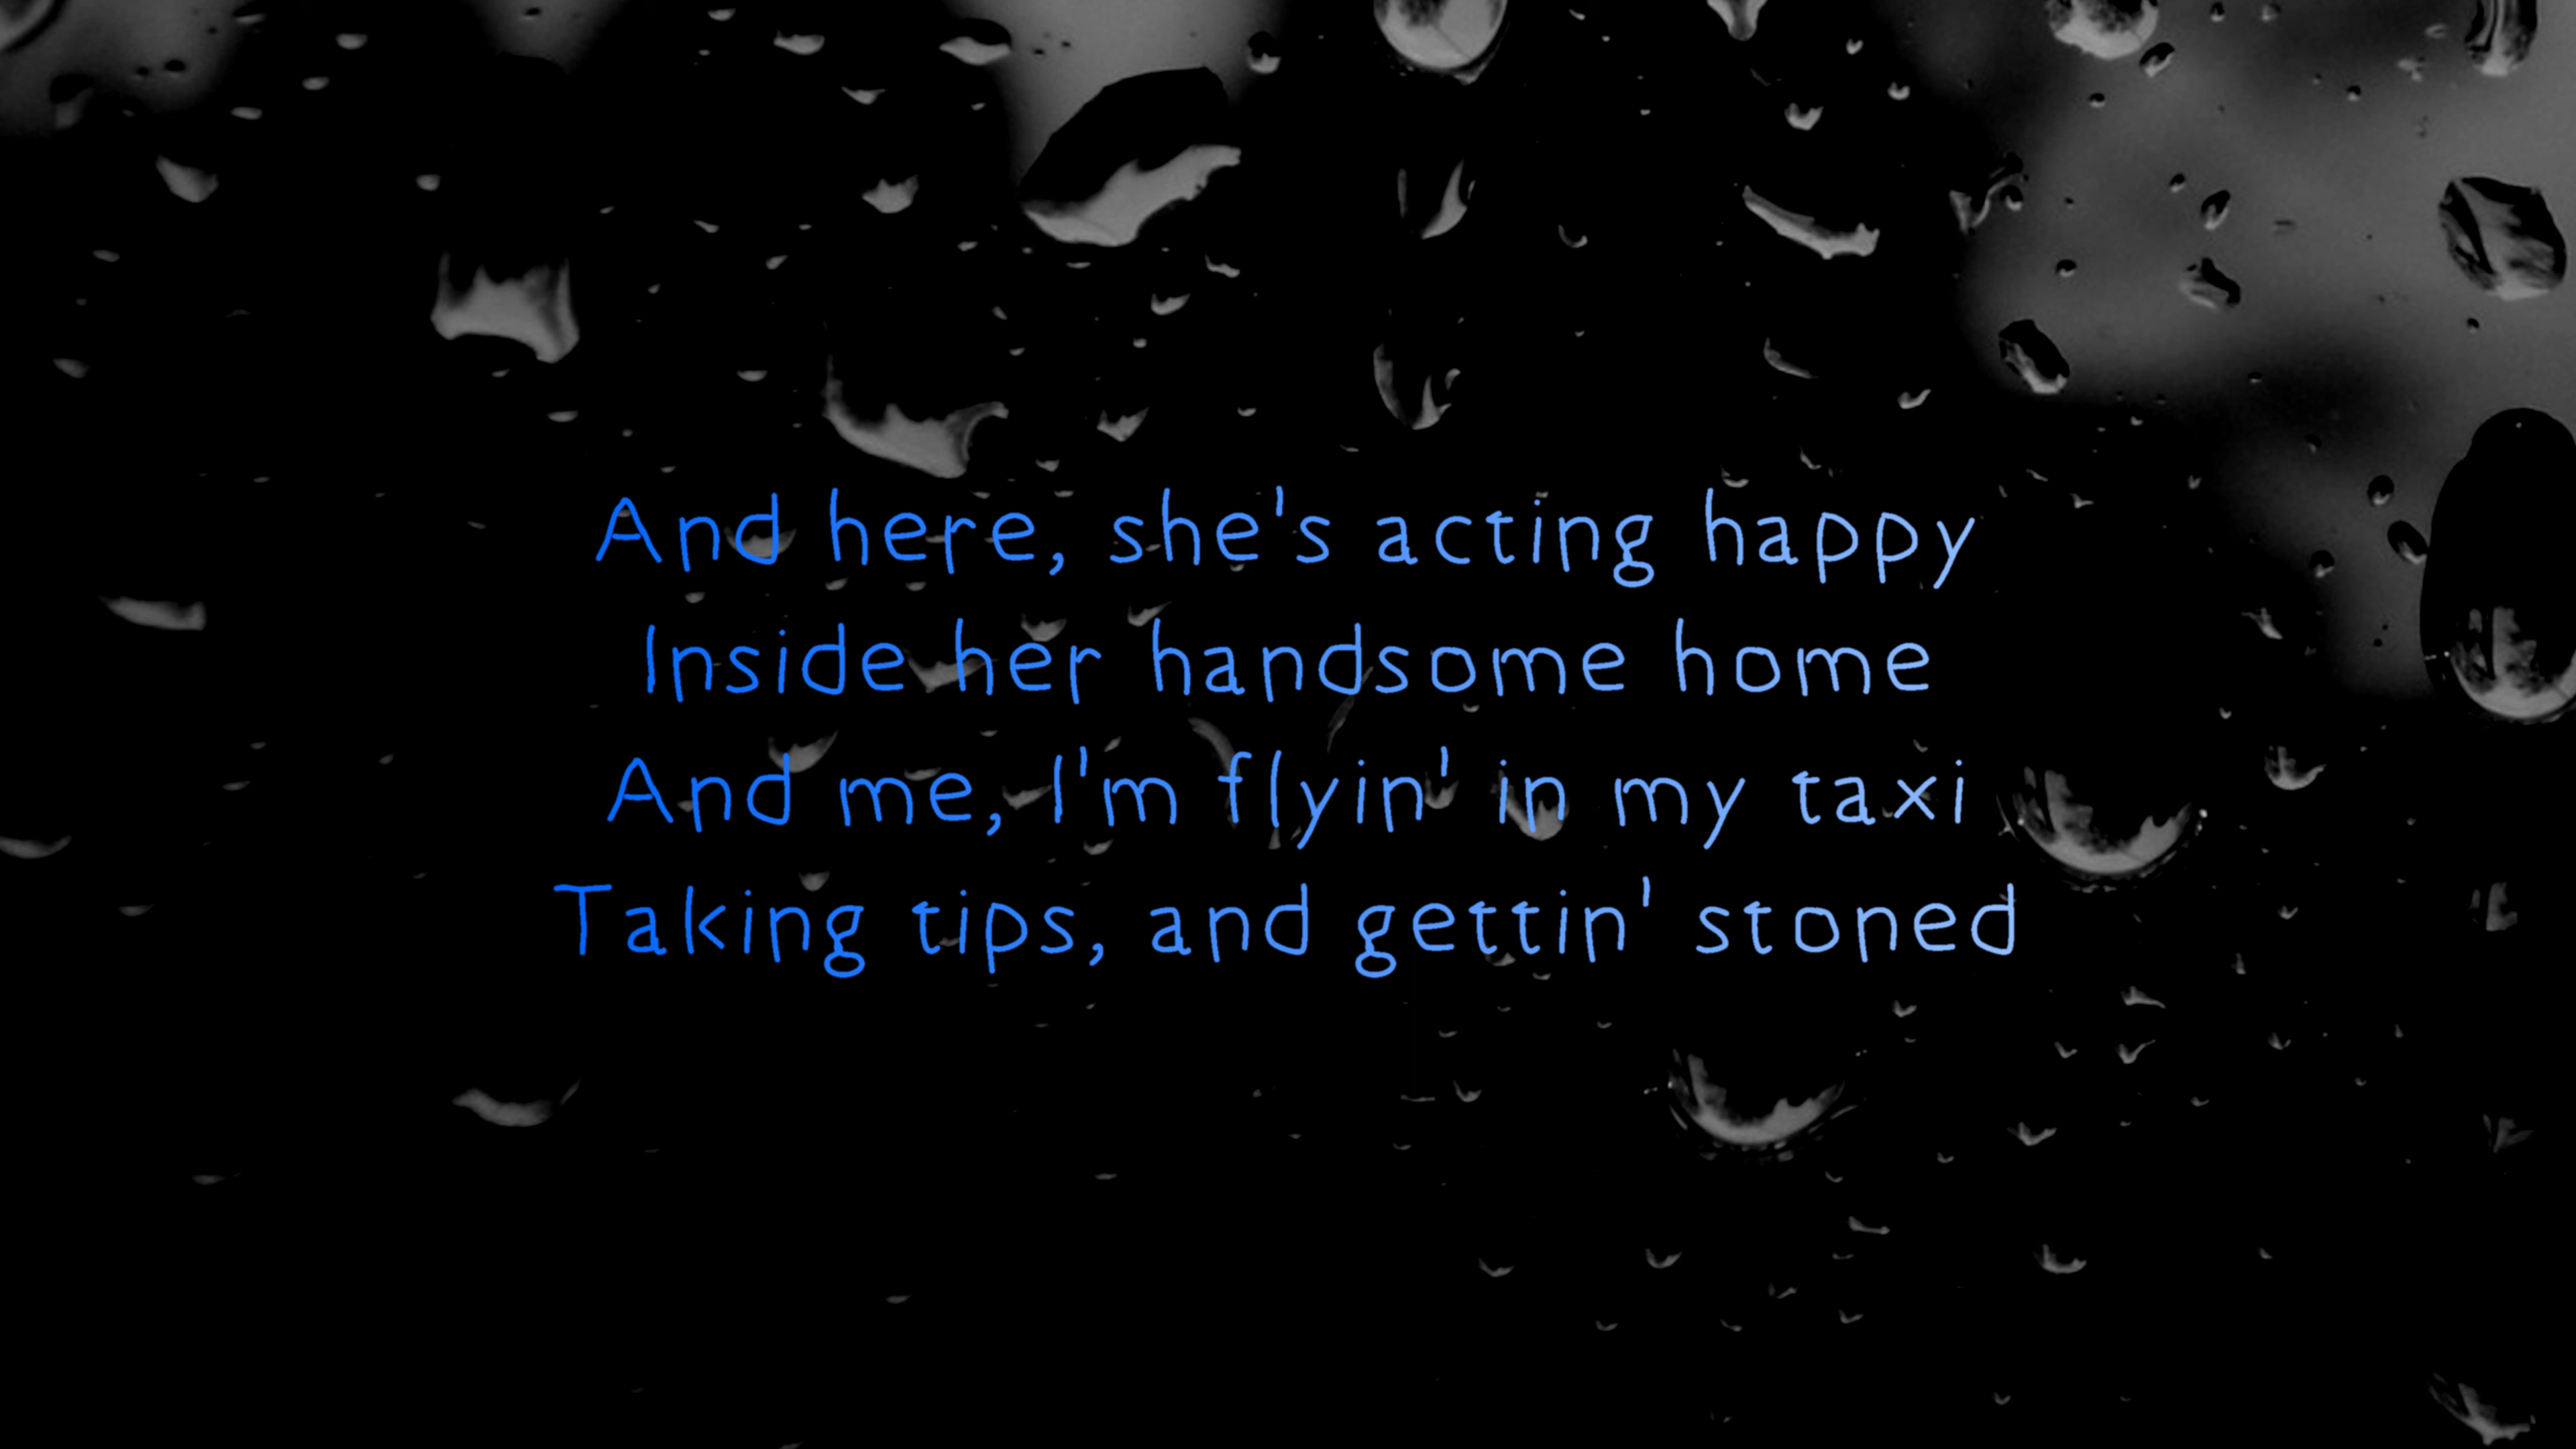 And here, she's acting happy
Inside her handsome home
And me, I'm flyin' in my taxi
Taking tips, and gettin' stoned